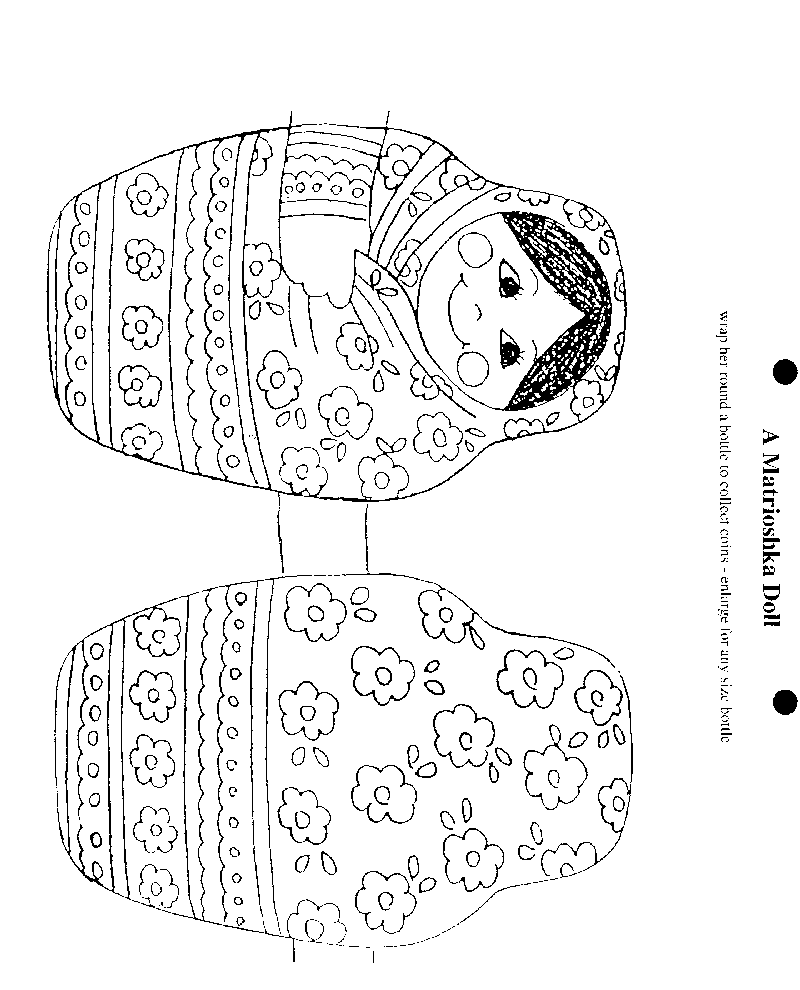 A Matrioshka Doll
wrap her round a bottle to collect coins - enlarge for any size bottle